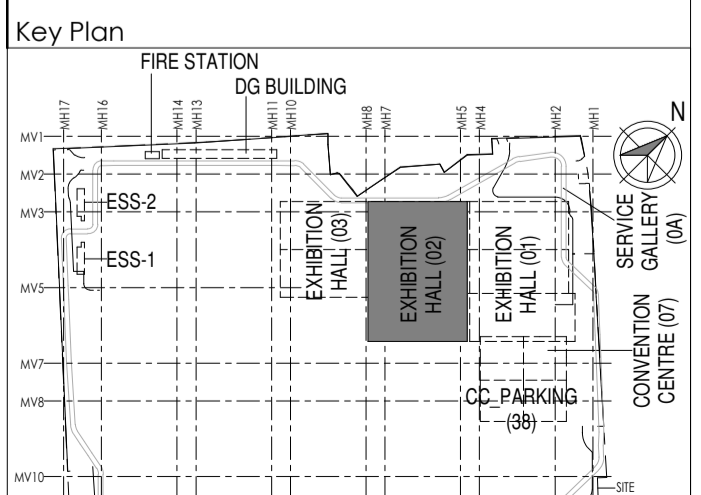 Key Plan
FIRE STATION
DG BUILDING
MH17
MH16
MH14
MH13
MH11
MH10
MH8
MH7
MH5
MH4
MH2
MH1
N
MV1
MV2
MV3
MV5
MV7
MV8
MV10
ESS-2
ESS-1
EXHIBITION
HALL (03)
EXHIBITION
HALL (02)
EXHIBITION
HALL (01)
SERVICE
GALLERY
(0A)
CONVENTION
CENTRE (07)
CC_PARKING
(38)
SITE